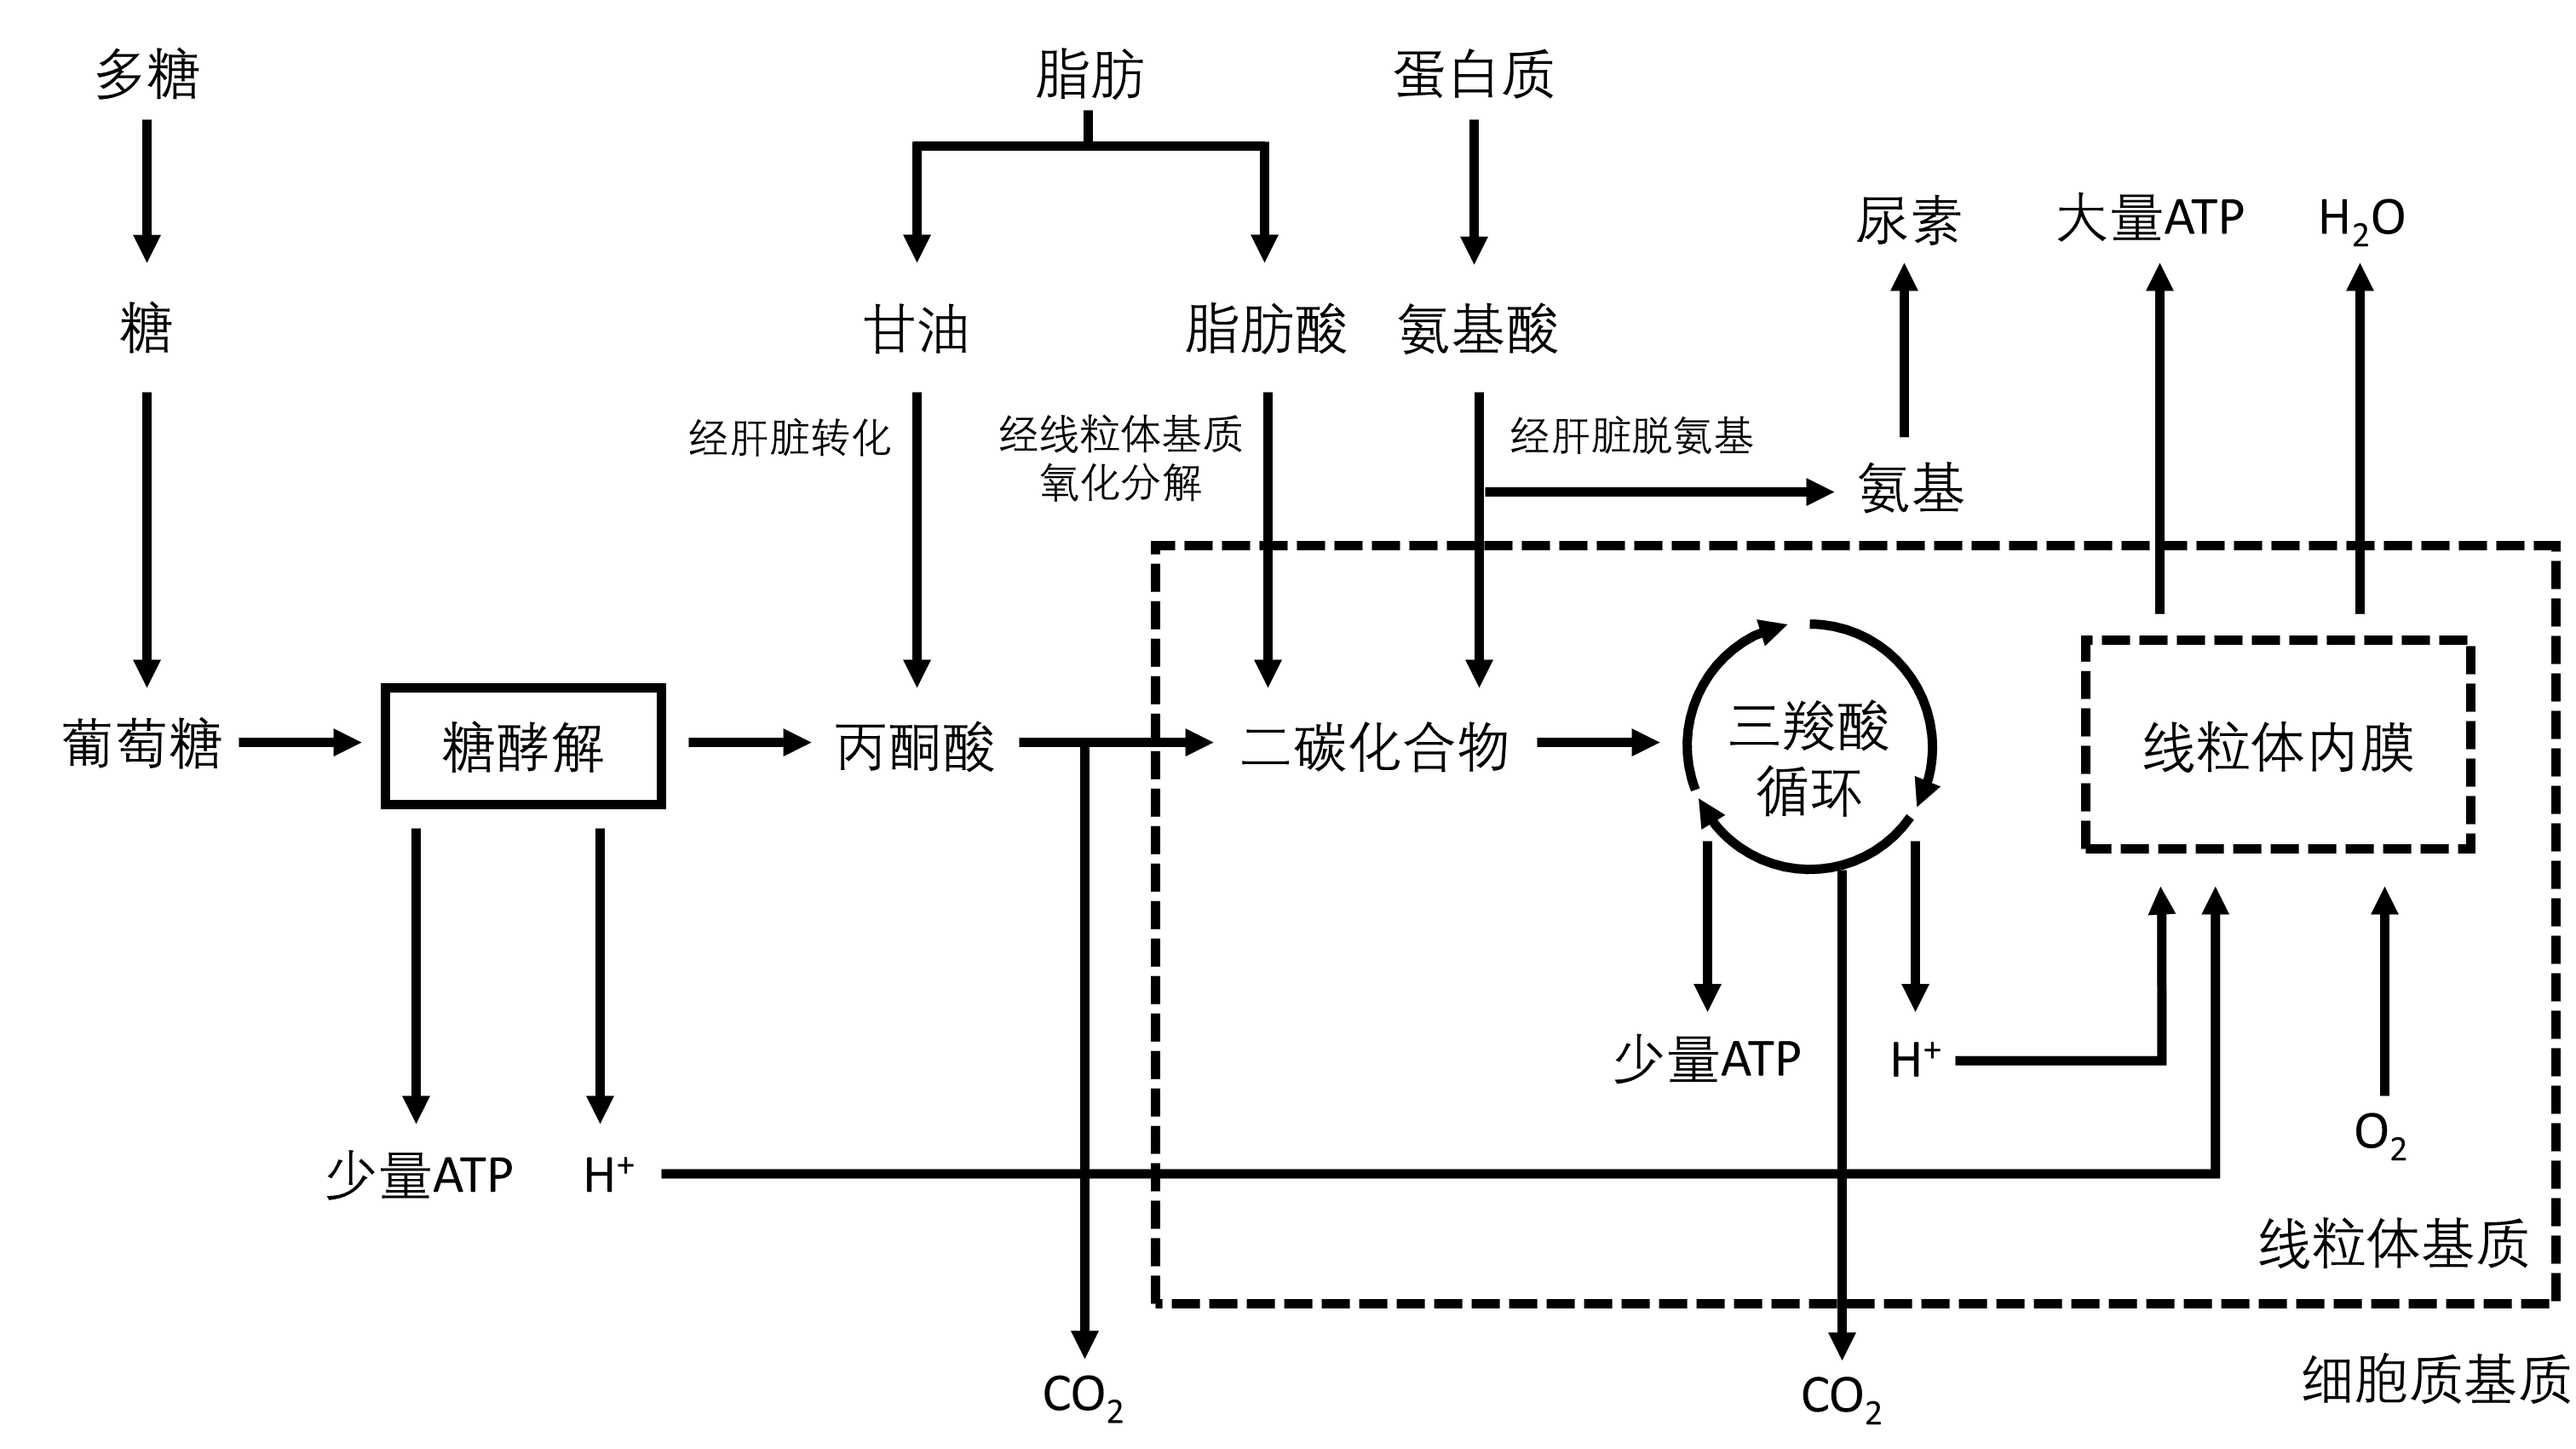 多糖
脂肪
蛋白质
尿素
大量ATP
H₂O
糖
甘油
脂肪酸
氨基酸
经肝脏转化
经线粒体基质
氧化分解
经肝脏脱氨基
氨基
葡萄糖
糖酵解
丙酮酸
二碳化合物
三羧酸
循环
线粒体内膜
少量ATP
H⁺
O₂
少量ATP
H⁺
线粒体基质
CO₂
CO₂
细胞质基质